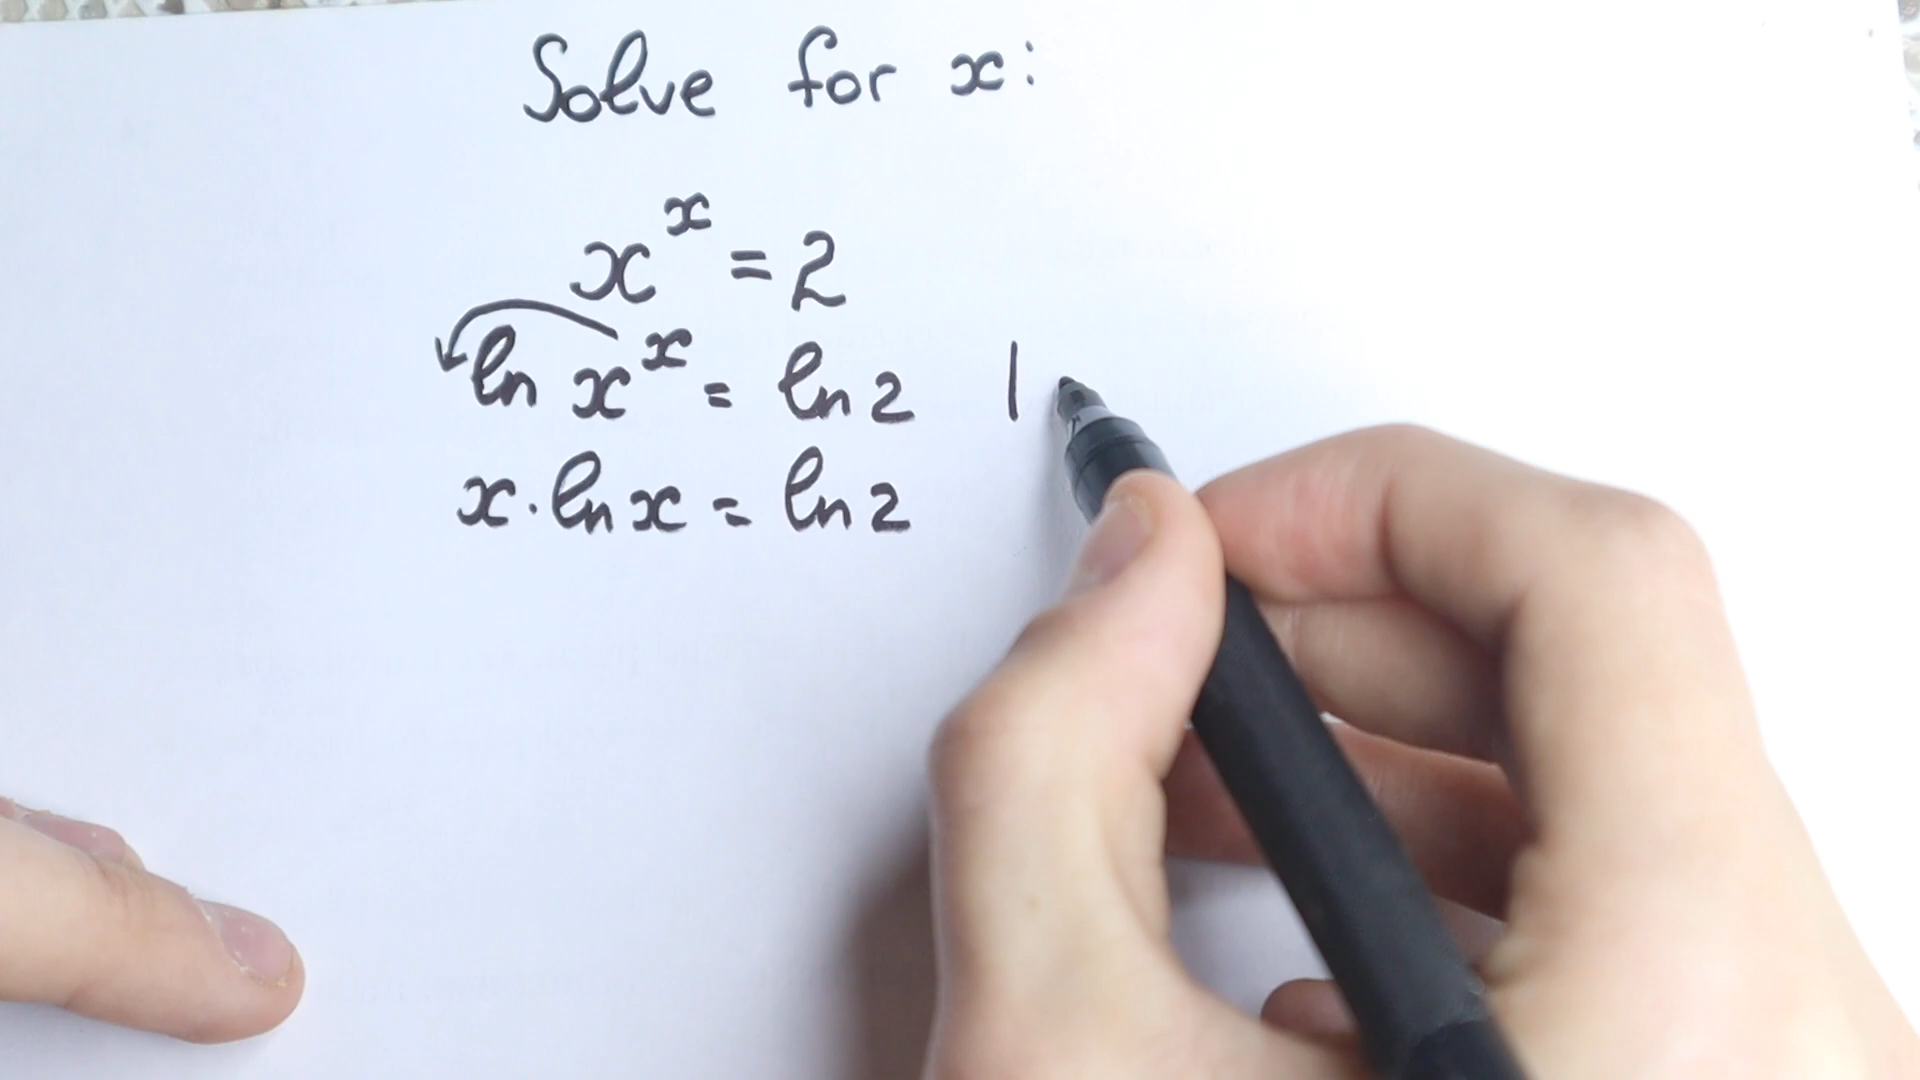 Solve for x:
x^x = 2
ln x^x = ln 2 |
x · ln x = ln 2